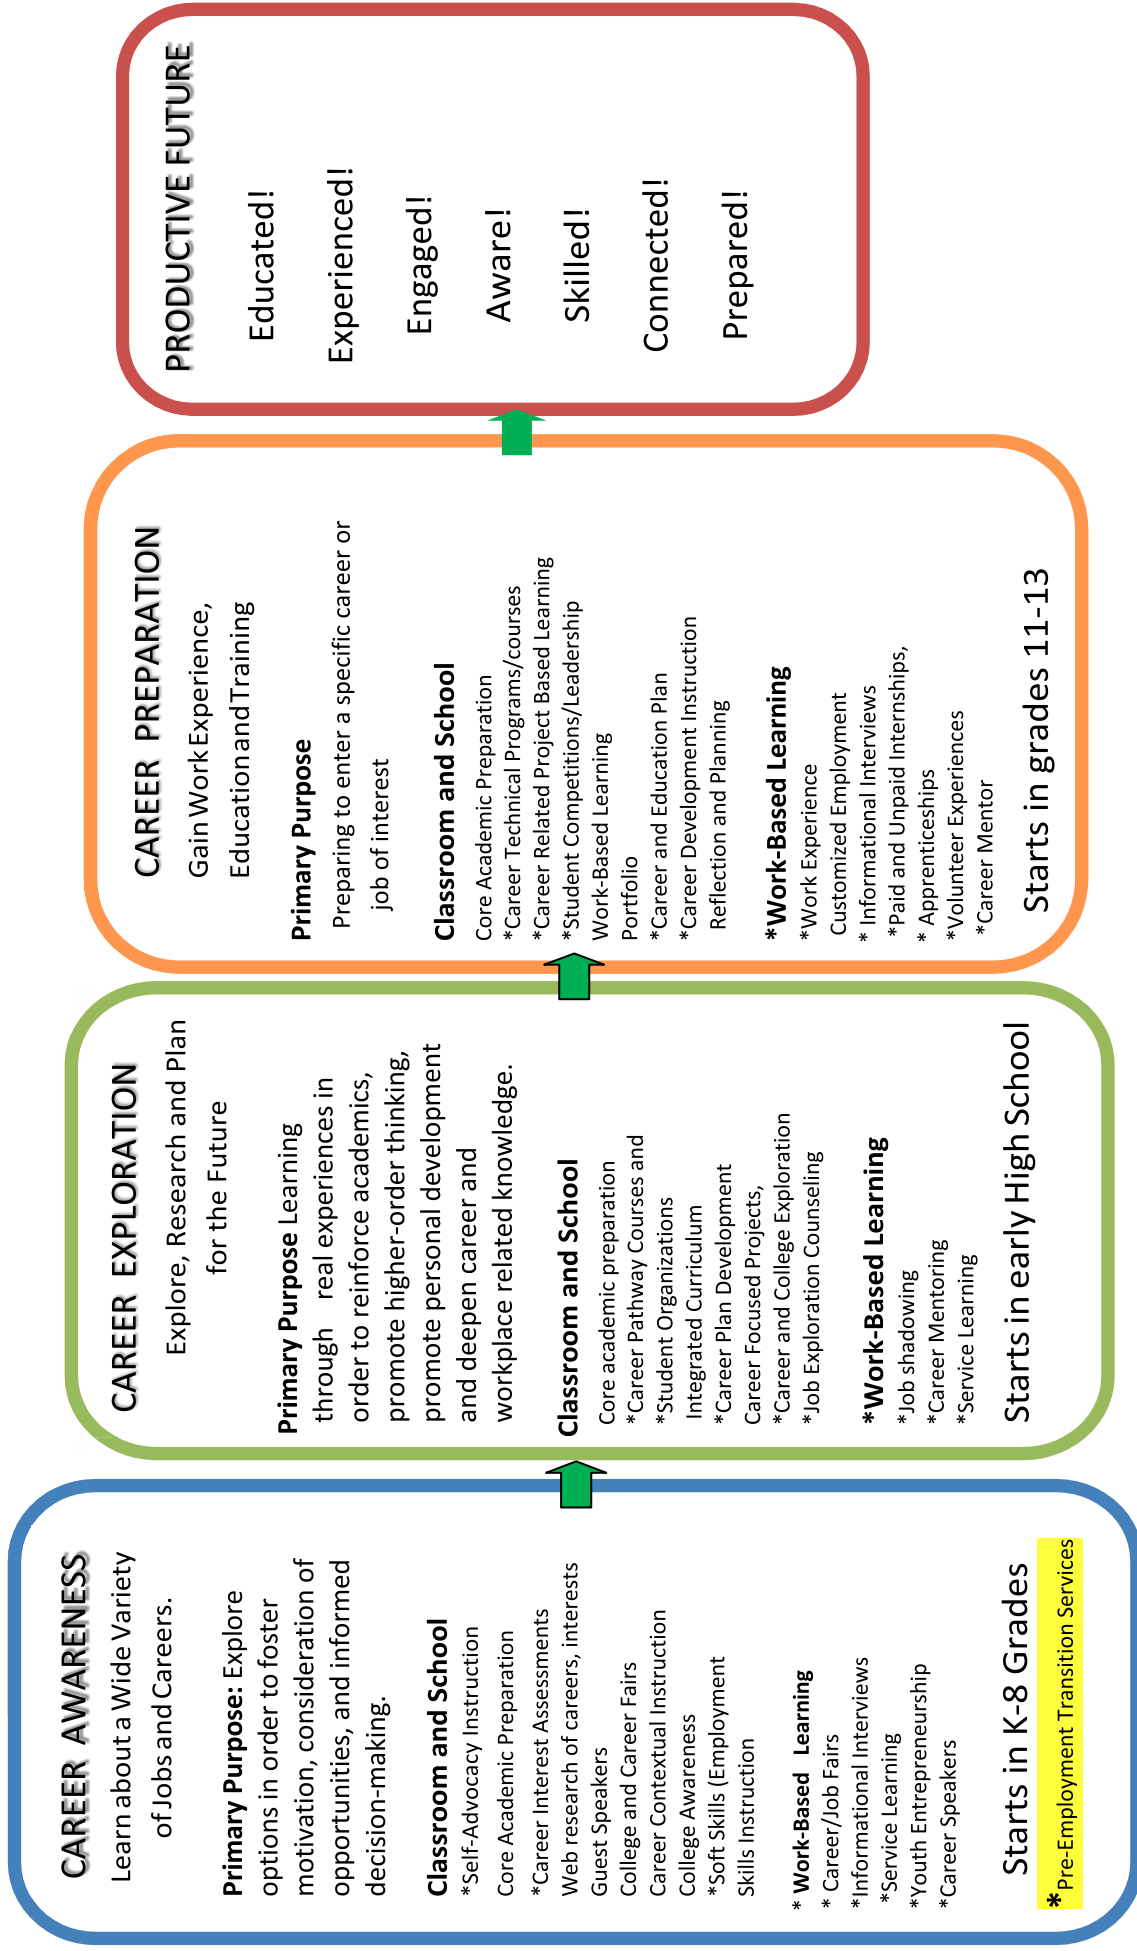 CAREER AWARENESS
Learn about a Wide Variety
of Jobs and Careers.
Primary Purpose: Explore
options in order to foster
motivation, consideration of
opportunities, and informed
decision-making.
Classroom and School
*Self-Advocacy Instruction
Core Academic Preparation
*Career Interest Assessments
Web research of careers, interests
Guest Speakers
College and Career Fairs
Career Contextual Instruction
College Awareness
*Soft Skills (Employment
Skills Instruction
* Work-Based Learning
* Career/Job Fairs
*Informational Interviews
*Service Learning
*Youth Entrepreneurship
*Career Speakers
Starts in K-8 Grades
*Pre-Employment Transition Services
CAREER EXPLORATION
Explore, Research and Plan
for the Future
Primary Purpose Learning
through real experiences in
order to reinforce academics,
promote higher-order thinking,
promote personal development
and deepen career and
workplace related knowledge.
Classroom and School
Core academic preparation
*Career Pathway Courses and
*Student Organizations
Integrated Curriculum
*Career Plan Development
Career Focused Projects,
*Career and College Exploration
*Job Exploration Counseling
*Work-Based Learning
*Job shadowing
*Career Mentoring
*Service Learning
Starts in early High School
CAREER PREPARATION
Gain Work Experience,
Education and Training
Primary Purpose
Preparing to enter a specific career or
job of interest
Classroom and School
Core Academic Preparation
*Career Technical Programs/courses
*Career Related Project Based Learning
*Student Competitions/Leadership
Work-Based Learning
Portfolio
*Career and Education Plan
*Career Development Instruction
Reflection and Planning
*Work-Based Learning
*Work Experience
Customized Employment
* Informational Interviews
*Paid and Unpaid Internships,
* Apprenticeships
*Volunteer Experiences
*Career Mentor
Starts in grades 11-13
PRODUCTIVE FUTURE
Educated!
Experienced!
Engaged!
Aware!
Skilled!
Connected!
Prepared!